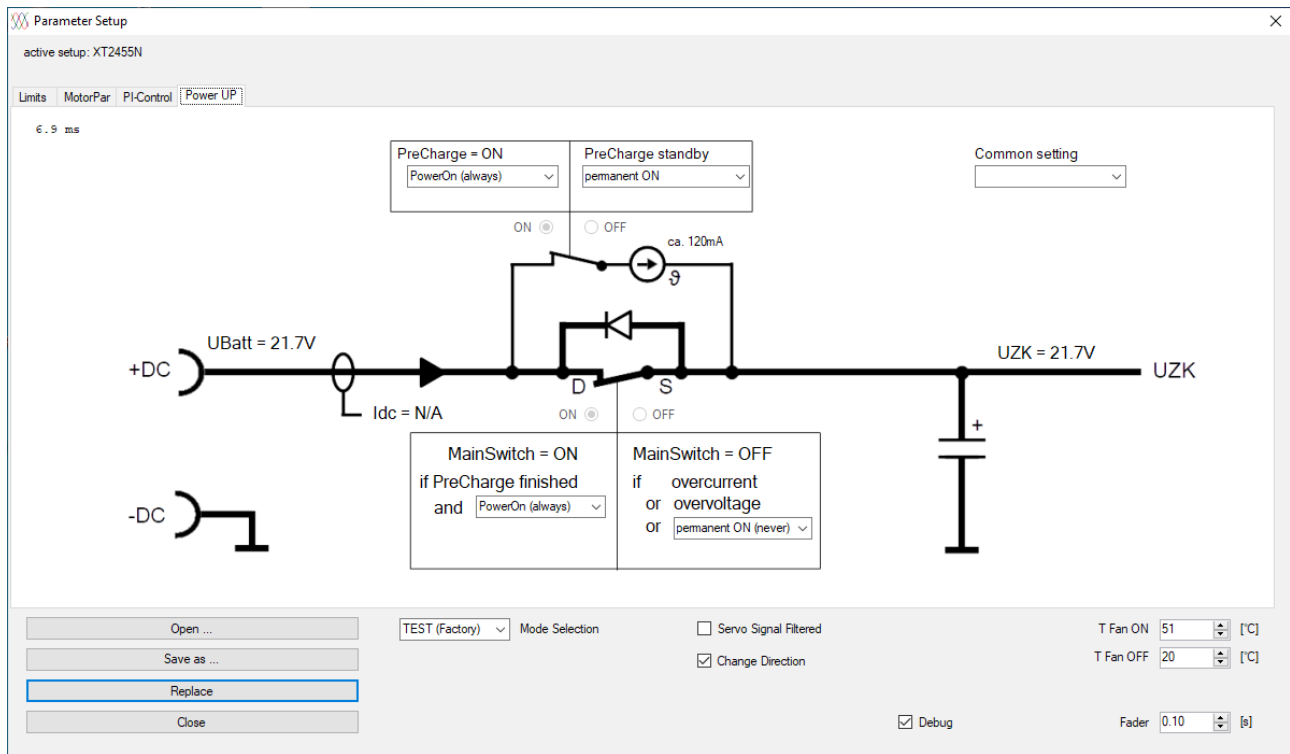 Parameter Setup
active setup: XT2455N
Limits MotorPar PI-Control Power UP
6.9 ms
PreCharge = ON
PowerOn (always)
PreCharge standby
permanent ON
Common setting
ON OFF
ca. 120mA
ϑ
UBatt = 21.7V
UZK = 21.7V
+DC
D S
UZK
Idc = N/A
ON OFF
+
MainSwitch = ON
if PreCharge finished
and PowerOn (always)
MainSwitch = OFF
if overcurrent
or overvoltage
or permanent ON (never)
-DC
Open ...
Save as ...
Replace
Close
TEST (Factory) Mode Selection
Servo Signal Filtered
Change Direction
Debug
T Fan ON 51 [°C]
T Fan OFF 20 [°C]
Fader 0.10 [s]